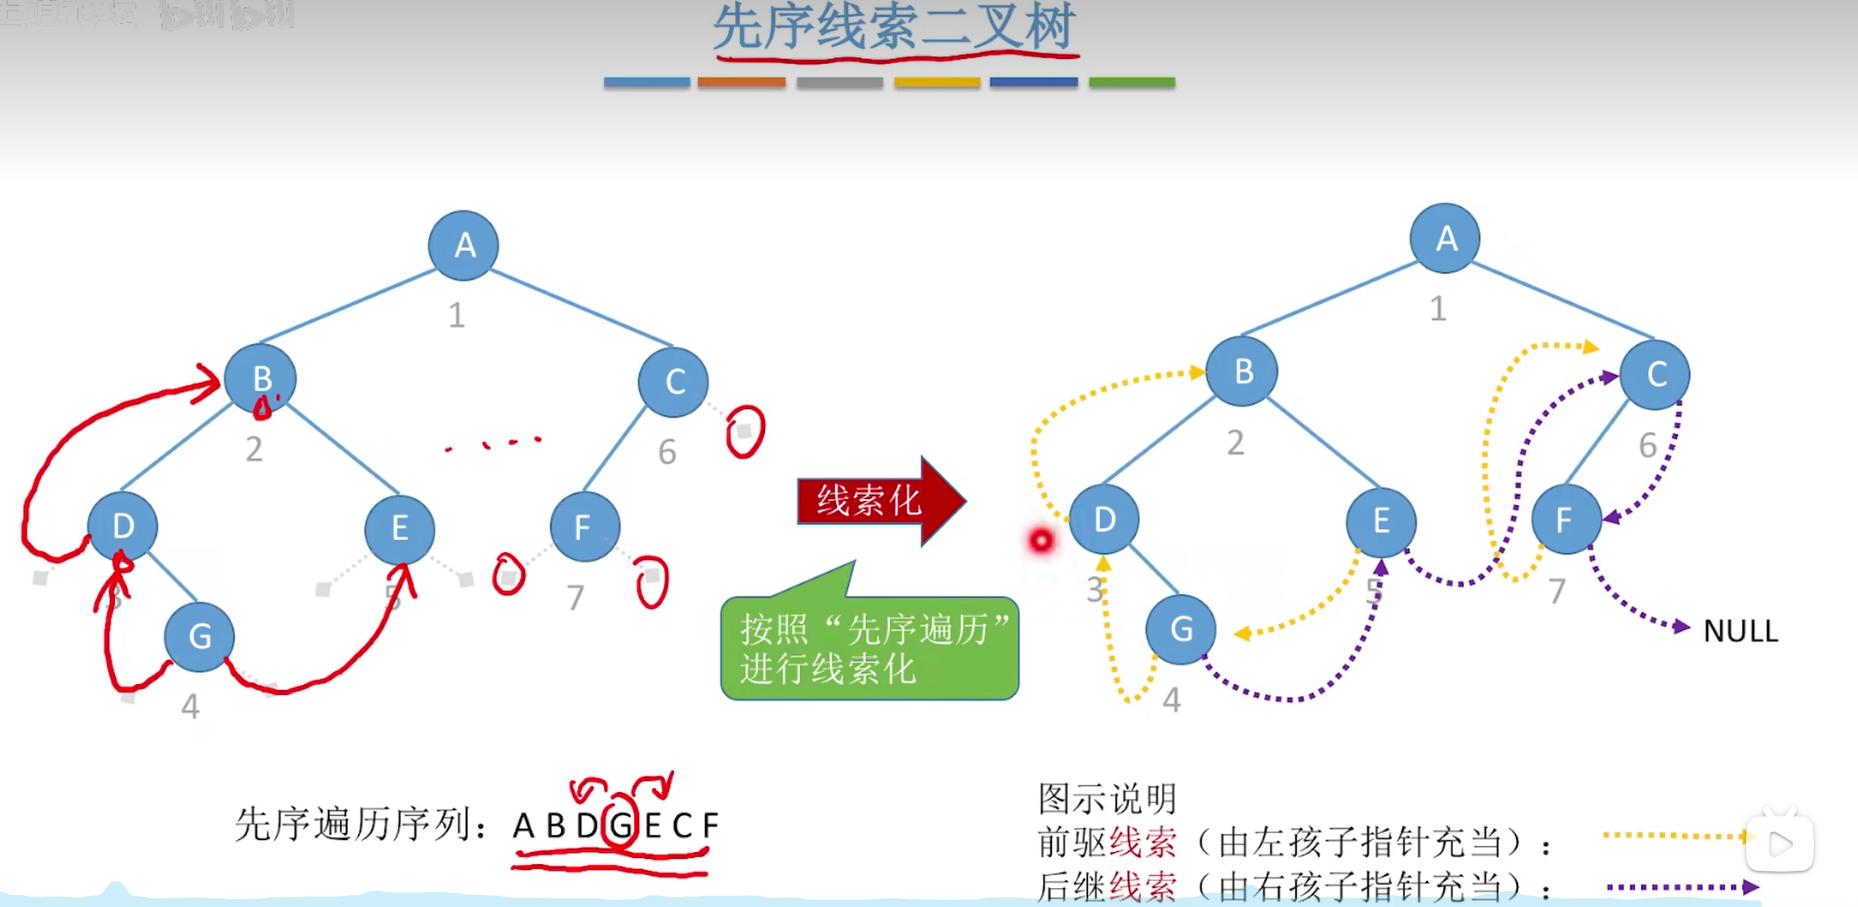 先序线索二叉树
A
1
B
C
2
6
D
E
F
3
5
7
G
4
线索化
按照“先序遍历”
进行线索化
A
1
B
C
2
6
D
E
F
3
5
7
G
4
NULL
先序遍历序列：A B D G E C F
图示说明
前驱线索（由左孩子指针充当）：
后继线索（由右孩子指针充当）：